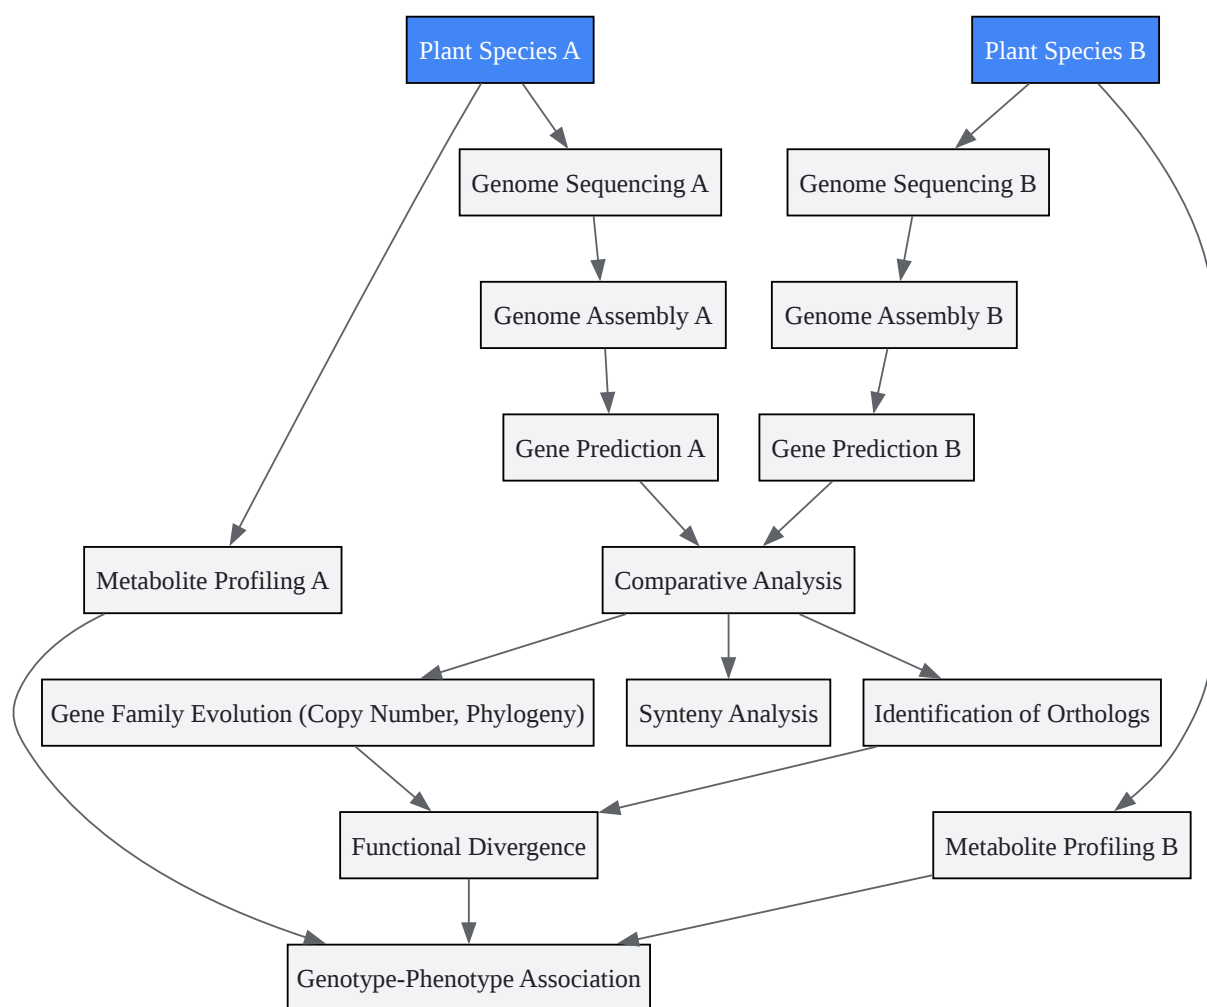 Plant Species A
Plant Species B
Genome Sequencing A
Genome Sequencing B
Genome Assembly A
Genome Assembly B
Gene Prediction A
Gene Prediction B
Metabolite Profiling A
Comparative Analysis
Gene Family Evolution (Copy Number, Phylogeny)
Synteny Analysis
Identification of Orthologs
Functional Divergence
Metabolite Profiling B
Genotype-Phenotype Association